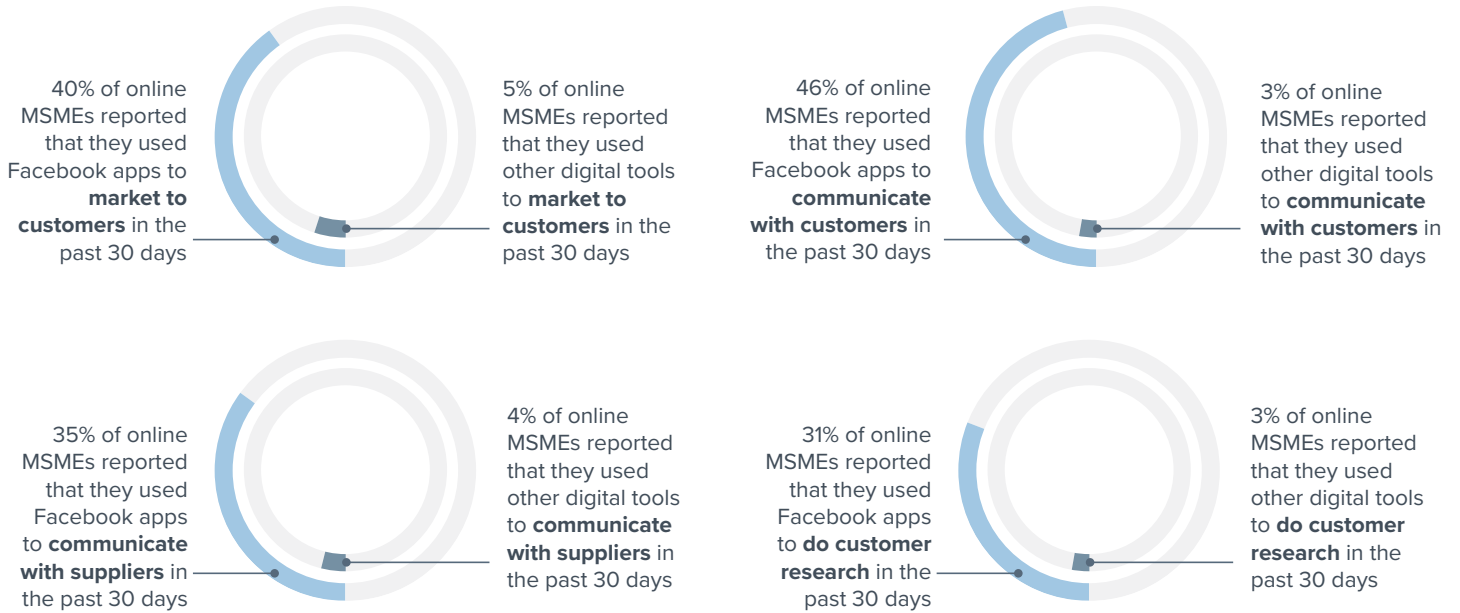 40% of online
MSMEs reported
that they used
Facebook apps to
market to
customers in the
past 30 days
5% of online
MSMEs reported
that they used
other digital tools
to market to
customers in the
past 30 days
46% of online
MSMEs reported
that they used
Facebook apps to
communicate
with customers in
the past 30 days
3% of online
MSMEs reported
that they used
other digital tools
to communicate
with customers in
the past 30 days
35% of online
MSMEs reported
that they used
Facebook apps
to communicate
with suppliers in
the past 30 days
4% of online
MSMEs reported
that they used
other digital tools
to communicate
with suppliers in
the past 30 days
31% of online
MSMEs reported
that they used
Facebook apps
to do customer
research in the
past 30 days
3% of online
MSMEs reported
that they used
other digital tools
to do customer
research in the
past 30 days